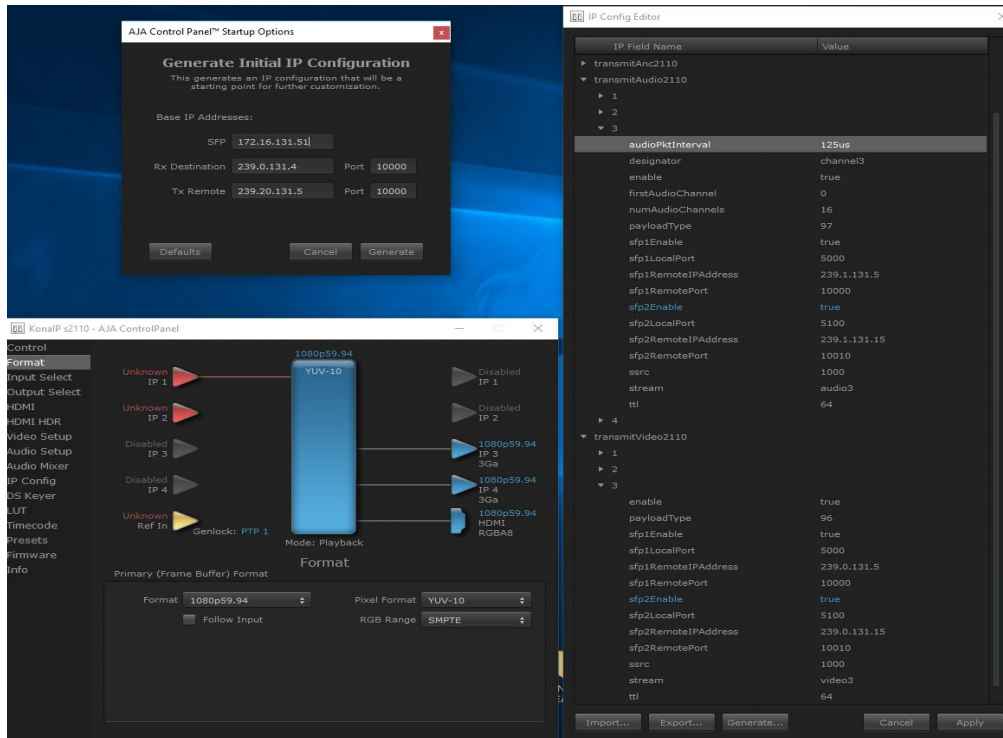 AJA Control Panel™ Startup Options
x
Generate Initial IP Configuration
This generates an IP configuration that will be a
starting point for further customization.
Base IP Addresses:
SFP 172.16.131.51
Rx Destination 239.0.131.4 Port 10000
Tx Remote 239.20.131.5 Port 10000
Defaults Cancel Generate
KonaIP s2110 - AJA ControlPanel
Control
Format
Input Select
Output Select
HDMI
HDMI HDR
Video Setup
Audio Setup
Audio Mixer
IP Config
DS Keyer
LUT
Timecode
Presets
Firmware
Info
1080p59.94
YUV-10
Unknown
IP 1
Unknown
IP 2
Disabled
IP 3
Disabled
IP 4
Unknown
Ref In
Genlock: PTP 1
Mode: Playback
Disabled
IP 1
Disabled
IP 2
1080p59.94
IP 3
3Ga
1080p59.94
IP 4
3Ga
1080p59.94
HDMI
RGBA8
Format
Primary (Frame Buffer) Format
Format 1080p59.94 Pixel Format YUV-10
Follow Input RGB Range SMPTE
IP Config Editor
IP Field Name Value
transmitAnc2110
transmitAudio2110
1
2
3
audioPktInterval 125us
designator channel3
enable true
firstAudioChannel 0
numAudioChannels 16
payloadType 97
sfp1Enable true
sfp1LocalPort 5000
sfp1RemoteIPAddress 239.1.131.5
sfp1RemotePort 10000
sfp2Enable true
sfp2LocalPort 5100
sfp2RemoteIPAddress 239.1.131.15
sfp2RemotePort 10010
ssrc 1000
stream audio3
ttl 64
4
transmitVideo2110
1
2
3
enable true
payloadType 96
sfp1Enable true
sfp1LocalPort 5000
sfp1RemoteIPAddress 239.0.131.5
sfp1RemotePort 10000
sfp2Enable true
sfp2LocalPort 5100
sfp2RemoteIPAddress 239.0.131.15
sfp2RemotePort 10010
ssrc 1000
stream video3
ttl 64
Import... Export... Generate... Cancel Apply